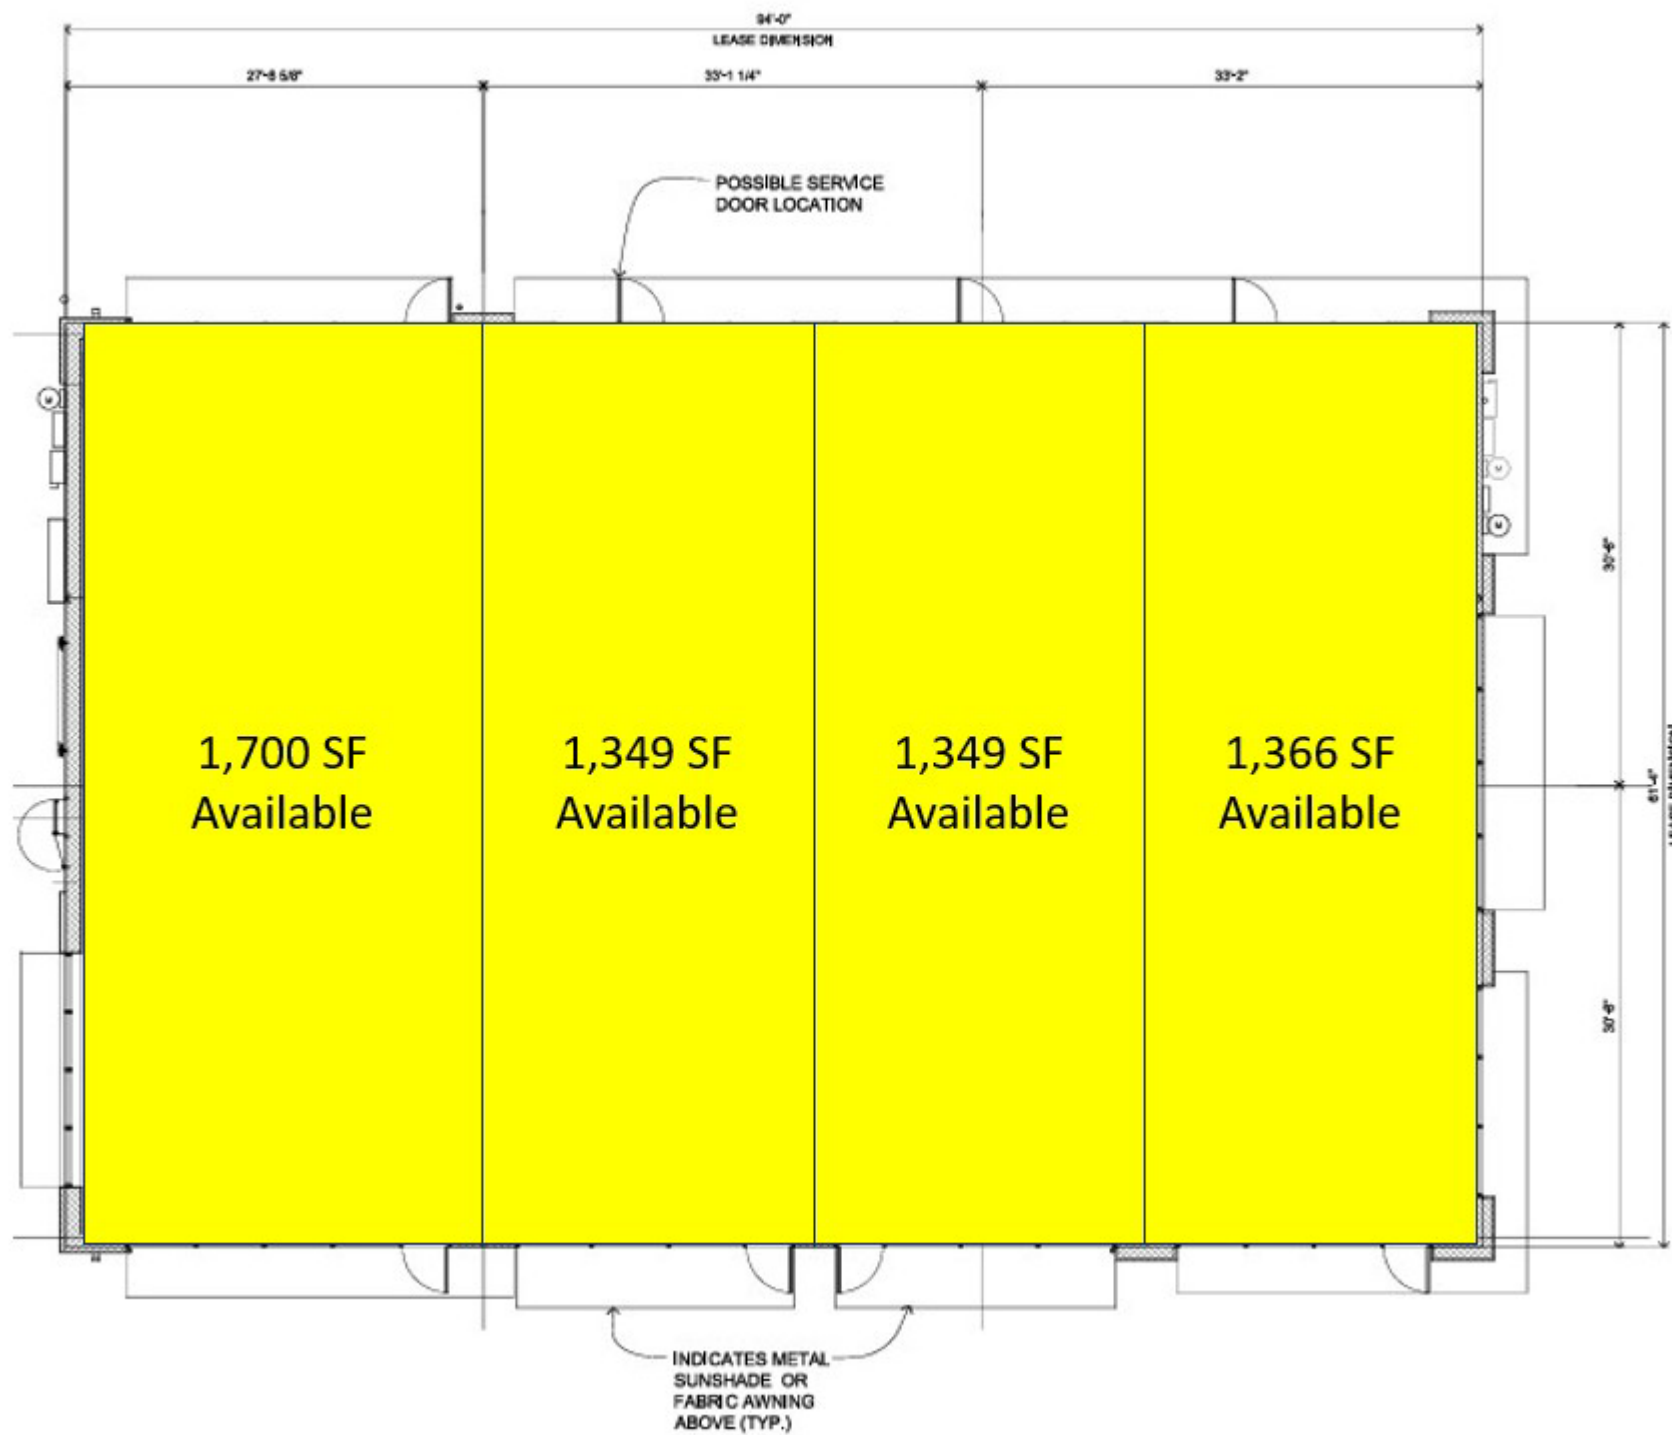 94'-0"
LEASE DIMENSION
27'-8 5/8"
33'-1 1/4"
33'-2"
POSSIBLE SERVICE
DOOR LOCATION
30'-8"
1,700 SF
Available
1,349 SF
Available
1,349 SF
Available
1,366 SF
Available
61'-4"
30'-8"
INDICATES METAL
SUNSHADE OR
FABRIC AWNING
ABOVE (TYP.)